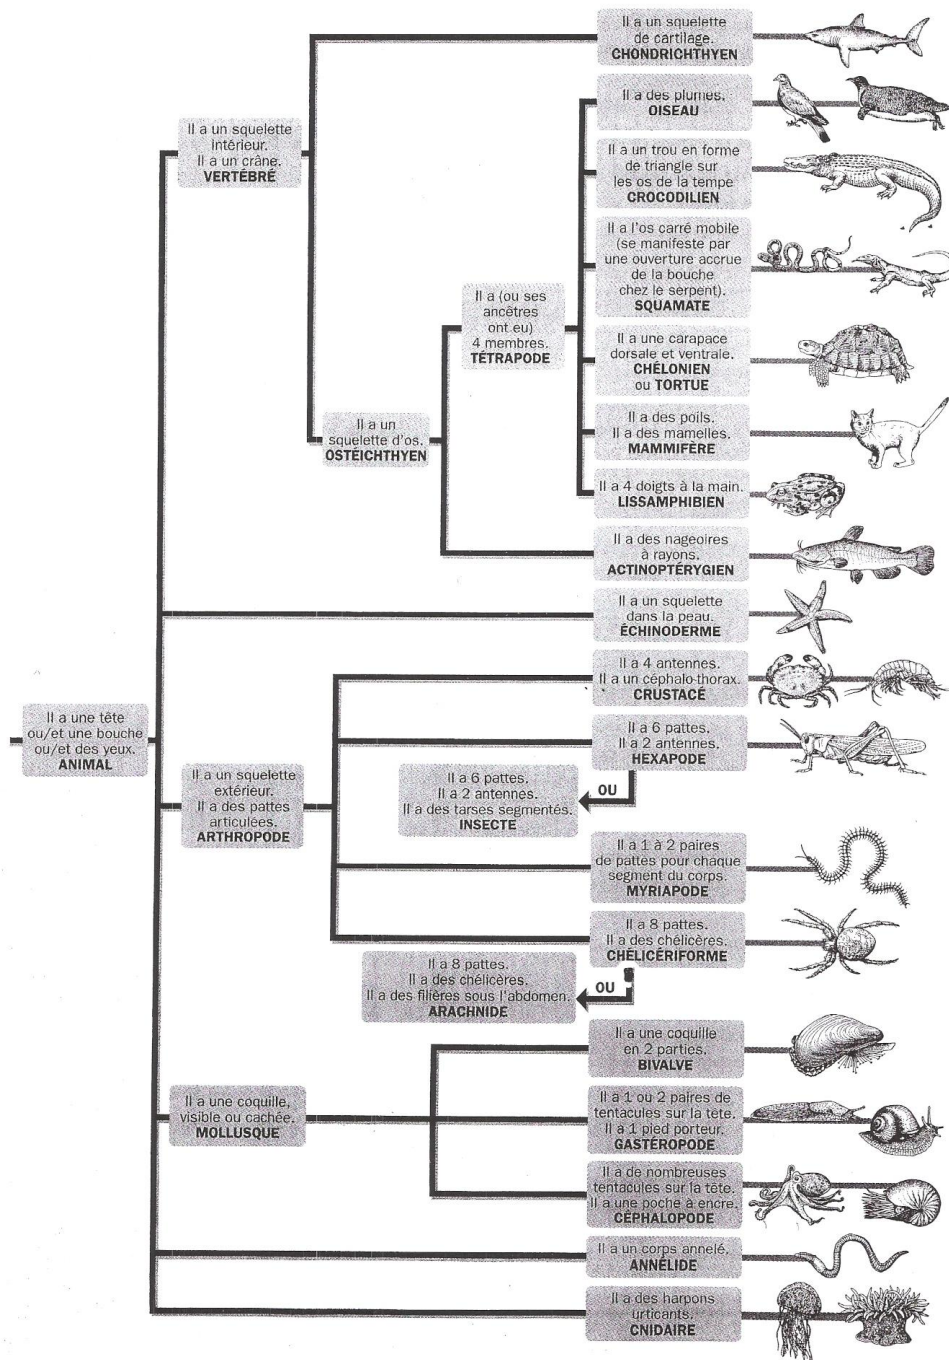 Il a un squelette
de cartilage.
CHONDRICHTHYEN
Il a des plumes.
OISEAU
Il a un squelette
intérieur.
Il a un crâne.
VERTÉBRÉ
Il a un trou en forme
de triangle sur
les os de la tempe
CROCODILIEN
Il a l'os carré mobile
(se manifeste par
une ouverture accrue
de la bouche
chez le serpent).
SQUAMATE
Il a (ou ses
ancêtres
ont eu)
4 membres.
TÉTRAPODE
Il a une carapace
dorsale et ventrale.
CHÉLONIEN
ou TORTUE
Il a un
squelette d'os.
OSTÉICHTHYEN
Il a des poils.
Il a des mamelles.
MAMMIFÈRE
Il a 4 doigts à la main.
LISSAMPHIBIEN
Il a des nageoires
à rayons.
ACTINOPTÉRYGIEN
Il a un squelette
dans la peau.
ÉCHINODERME
Il a 4 antennes.
Il a un céphalo-thorax.
CRUSTACÉ
Il a une tête
ou/et une bouche
ou/et des yeux.
ANIMAL
Il a 6 pattes.
Il a 2 antennes.
HEXAPODE
Il a un squelette
extérieur.
Il a des pattes
articulées.
ARTHROPODE
OU
Il a 6 pattes.
Il a 2 antennes.
Il a des tarses segmentés.
INSECTE
Il a 1 à 2 paires
de pattes pour chaque
segment du corps.
MYRIAPODE
Il a 8 pattes.
Il a des chélicères.
CHÉLICÉRIFORME
OU
Il a 8 pattes.
Il a des chélicères.
Il a des filières sous l'abdomen.
ARACHNIDE
Il a une coquille
en 2 parties.
BIVALVE
Il a une coquille,
visible ou cachée.
MOLLUSQUE
Il a 1 ou 2 paires de
tentacules sur la tête.
Il a 1 pied porteur.
GASTÉROPODE
Il a de nombreuses
tentacules sur la tête.
Il a une poche à encre.
CÉPHALOPODE
Il a un corps annelé.
ANNÉLIDE
Il a des harpons
urticants.
CNIDAIRE